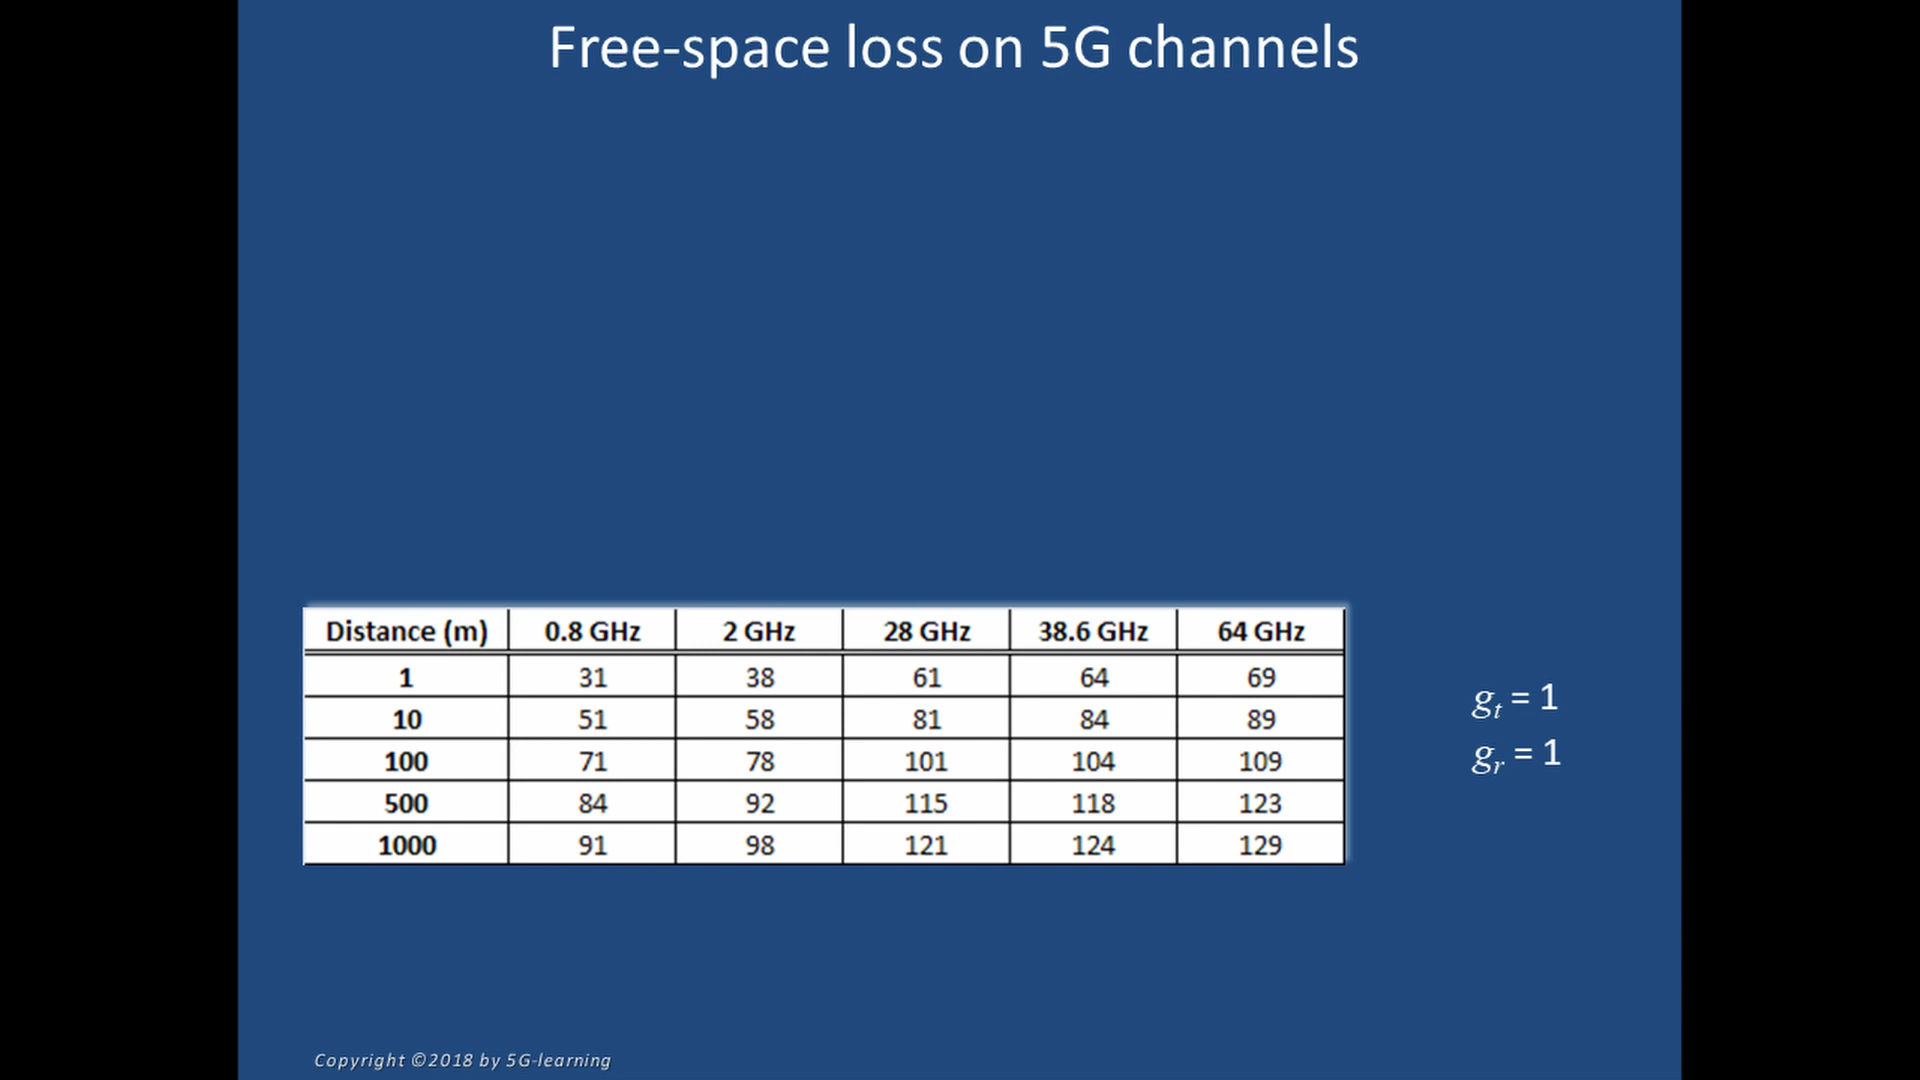 Free-space loss on 5G channels
Distance (m) 0.8 GHz 2 GHz 28 GHz 38.6 GHz 64 GHz
1 31 38 61 64 69
10 51 58 81 84 89
100 71 78 101 104 109
500 84 92 115 118 123
1000 91 98 121 124 129
gt = 1
gr = 1
Copyright ©2018 by 5G-learning